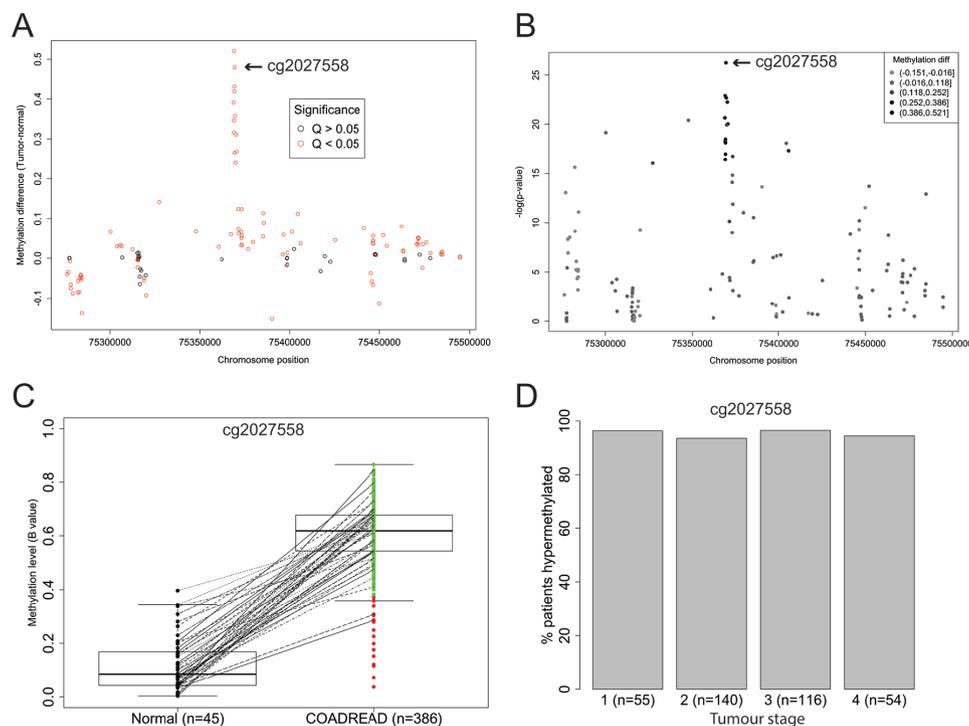 A
cg2027558
Significance
Q > 0.05
Q < 0.05
Methylation difference (Tumor-normal)
0.5
0.4
0.3
0.2
0.1
0.0
-0.1
75300000 75350000 75400000 75450000 75500000
Chromosome position
B
cg2027558
Methylation diff
(-0.151,-0.016]
(-0.016,0.118]
(0.118,0.252]
(0.252,0.386]
(0.386,0.521]
-log(p-value)
25
20
15
10
5
0
75300000 75350000 75400000 75450000 75500000
Chromosome position
C
cg2027558
Methylation level (B value)
1.0
0.8
0.6
0.4
0.2
0.0
Normal (n=45) COADREAD (n=386)
D
cg2027558
% patients hypermethylated
100
80
60
40
20
0
1 (n=55) 2 (n=140) 3 (n=116) 4 (n=54)
Tumour stage